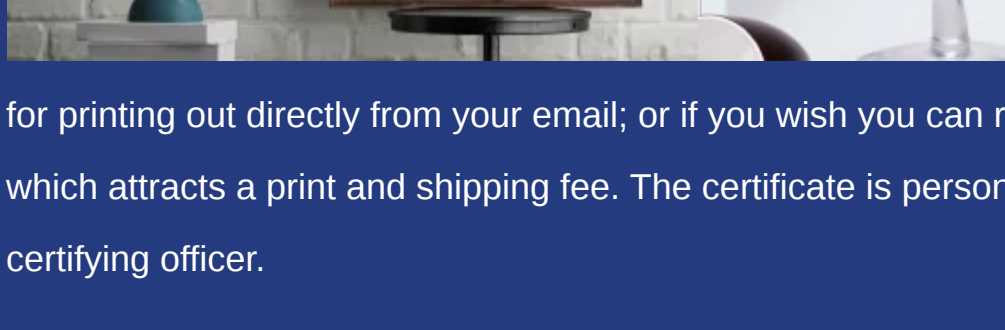 for printing out directly from your email; or if you wish you can
which attracts a print and shipping fee. The certificate is
certifying officer.